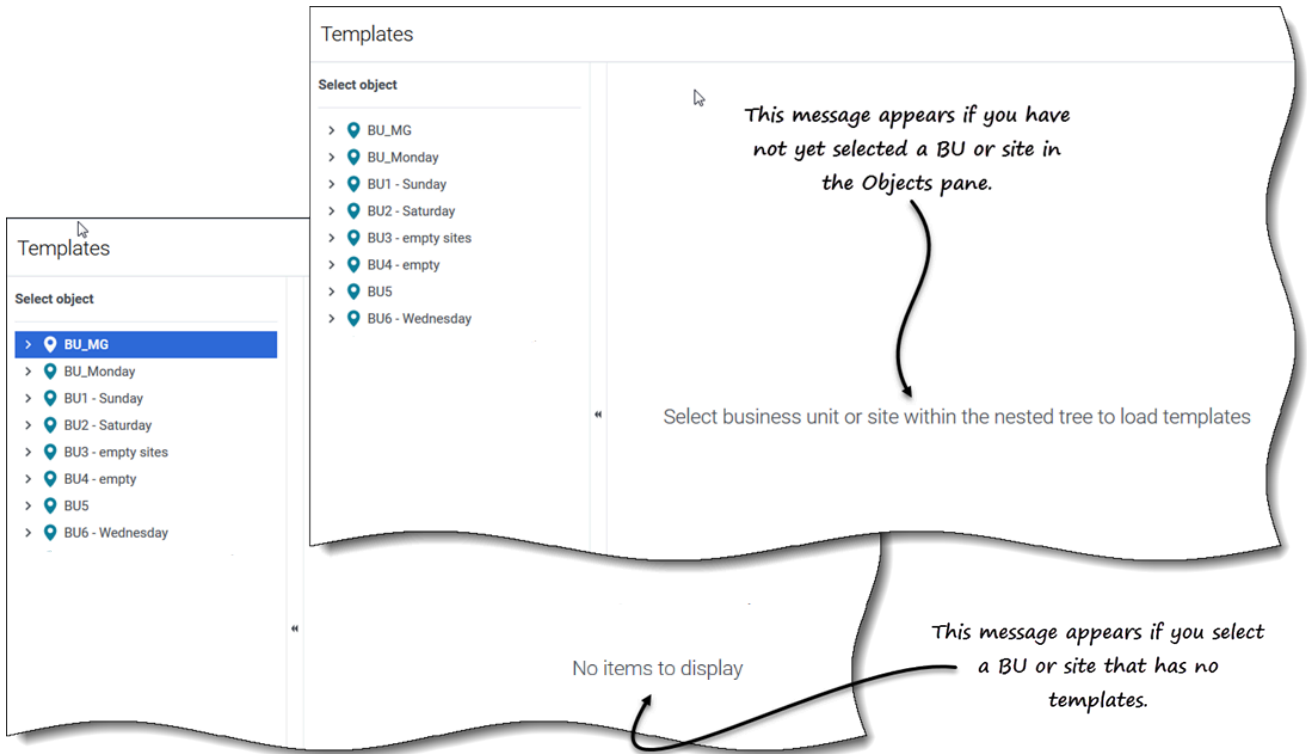 Templates
Select object
BU_MG
BU_Monday
BU1 - Sunday
BU2 - Saturday
BU3 - empty sites
BU4 - empty
BU5
BU6 - Wednesday
This message appears if you have
not yet selected a BU or site in
the Objects pane.
Select business unit or site within the nested tree to load templates
Templates
Select object
BU_MG
BU_Monday
BU1 - Sunday
BU2 - Saturday
BU3 - empty sites
BU4 - empty
BU5
BU6 - Wednesday
No items to display
This message appears if you select
a BU or site that has no
templates.